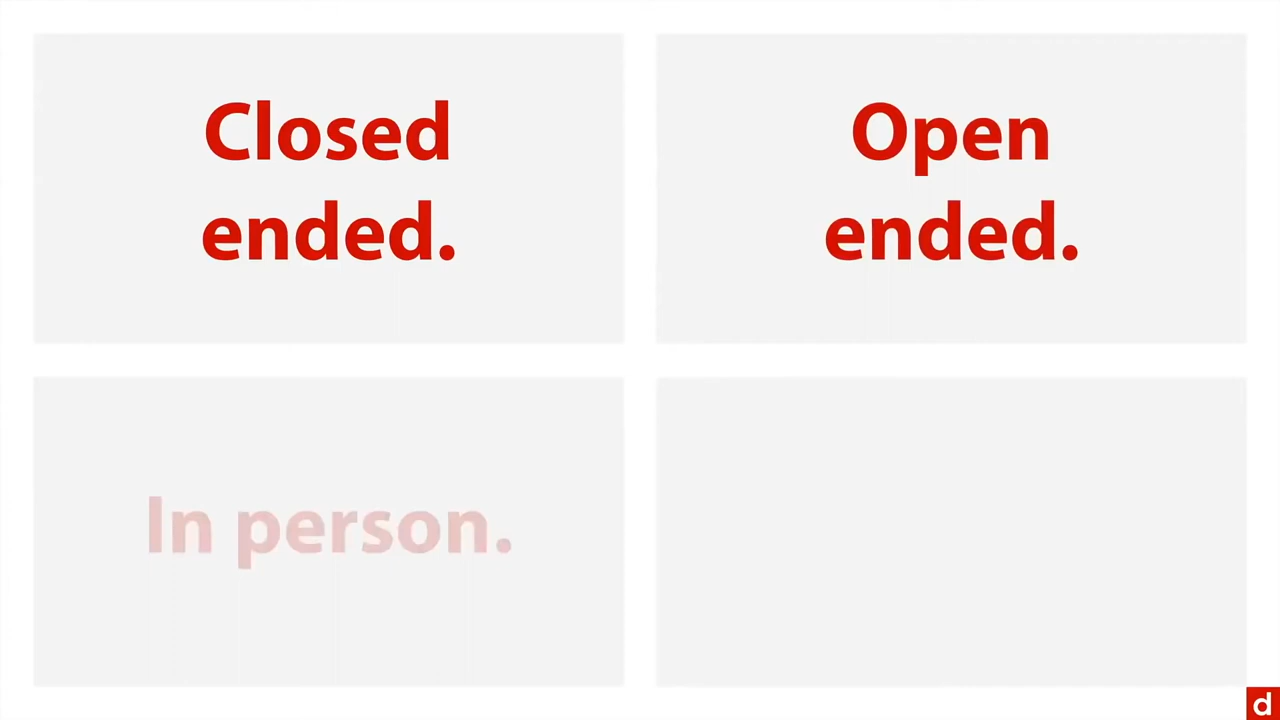 Closed
ended.
Open
ended.
In person.
d